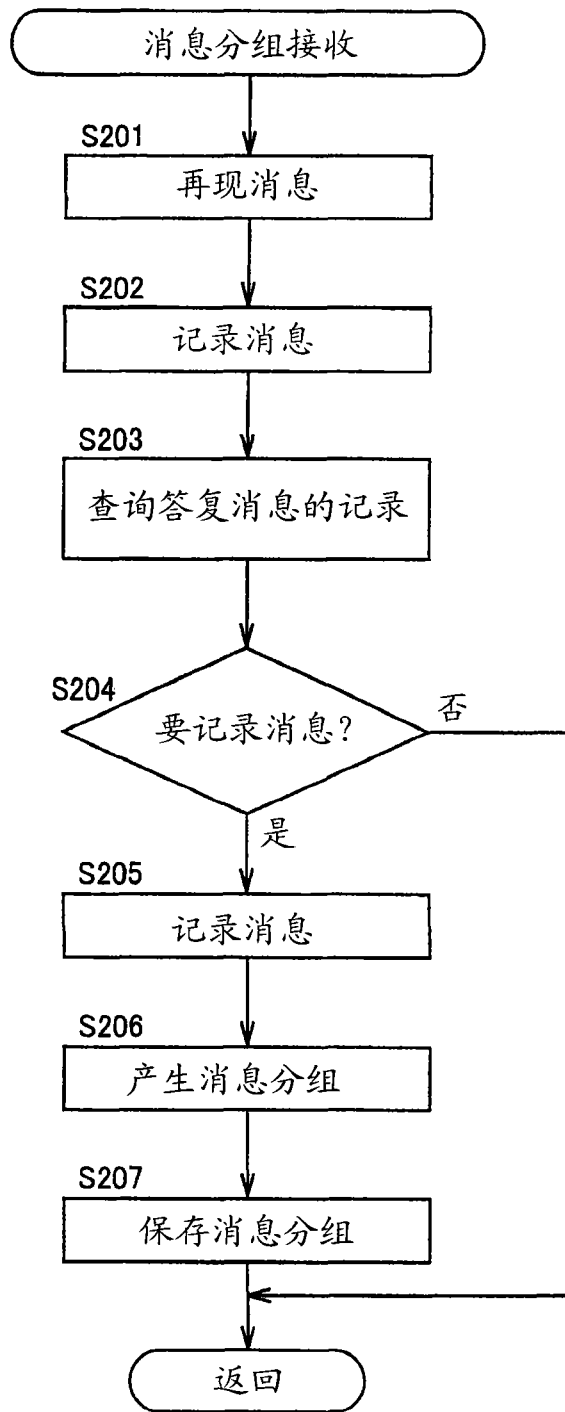 消息分组接收
S201
再现消息
S202
记录消息
S203
查询答复消息的记录
S204
要记录消息?
否
是
S205
记录消息
S206
产生消息分组
S207
保存消息分组
返回